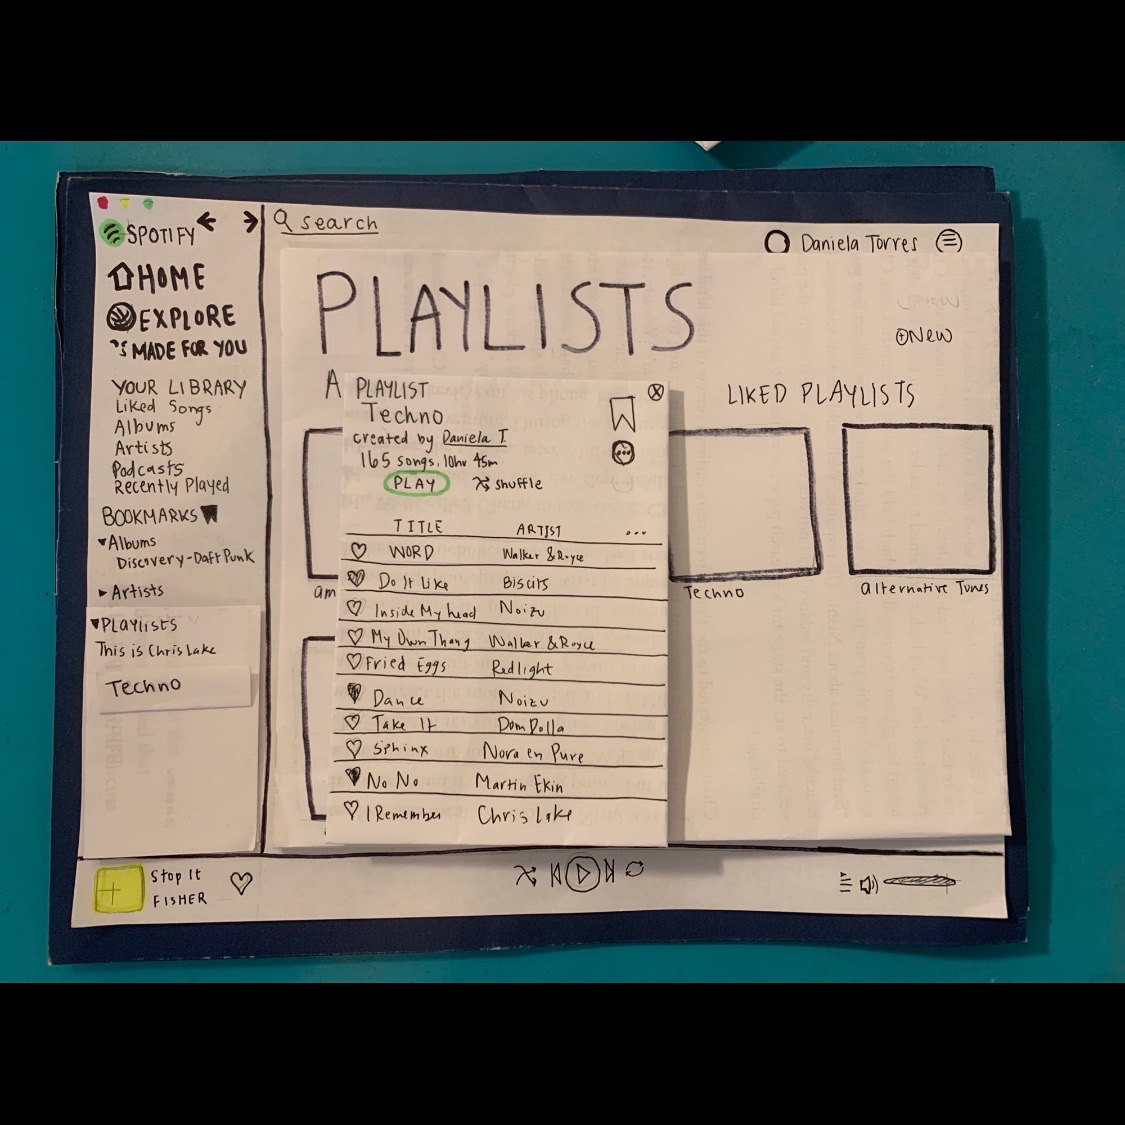 SPOTIFY
HOME
EXPLORE
MADE FOR YOU
YOUR LIBRARY
Liked Songs
Albums
Artists
Podcasts
Recently Played
BOOKMARKS
Albums
Discovery-Daft Punk
Artists
PLAYLISTS
This is Chris Lake
Techno
search
Daniela Torres
PLAYLISTS
New
A
LIKED PLAYLISTS
PLAYLIST
Techno
created by Daniela T.
165 songs, 10hr 45m
PLAY shuffle
TITLE ARTIST ...
WORD Walker & Royce
Do It Like Biscits
Inside My head Noizu
My Own Thang Walker & Royce
Fried Eggs Redlight
Dance Noizu
Take It Dom Dolla
Sphinx Nora en Pure
No No Martin Ekin
I Remember Chris Lake
am
Techno
alternative Tunes
Stop It
FISHER